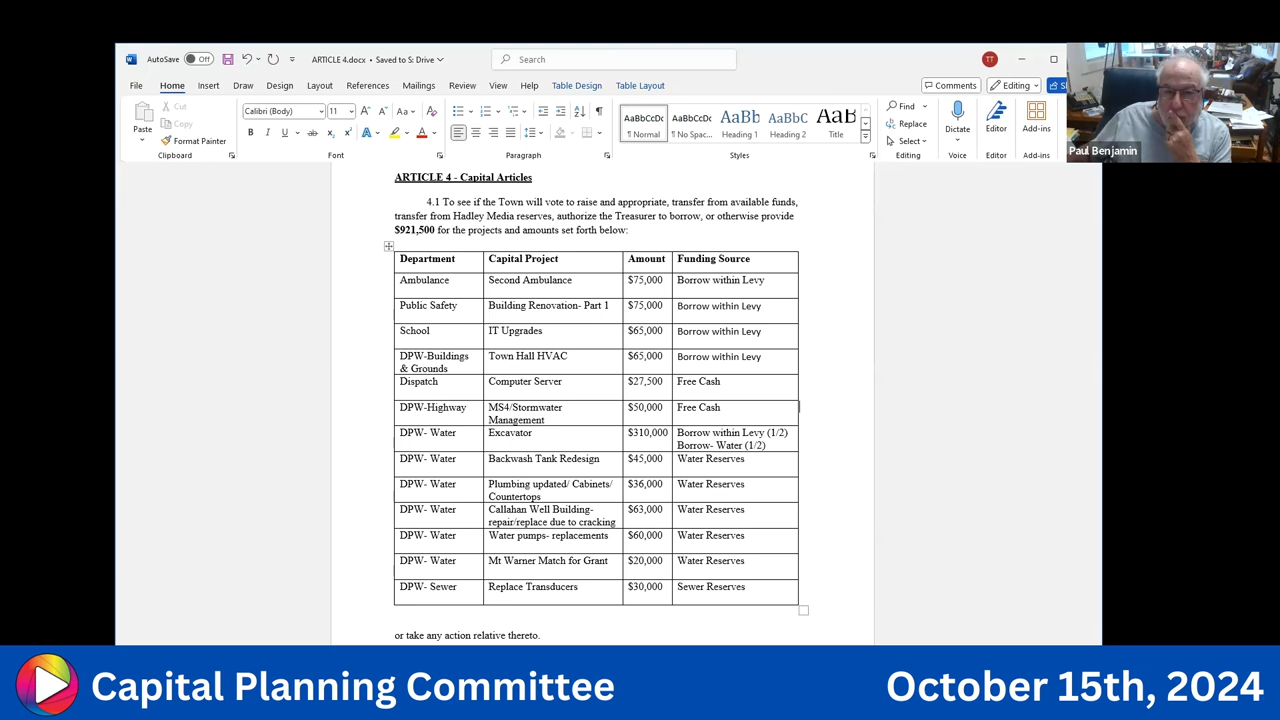 AutoSave Off ARTICLE 4.docx • Saved to S: Drive Search TT
File Home Insert Draw Design Layout References Mailings Review View Help Table Design Table Layout Comments Editing
Paste Cut Copy Format Painter
Calibri (Body) 11
AaBbCcDc AaBbCcDc AaBbC AaBbC AaB
¶ Normal ¶ No Spac... Heading 1 Heading 2 Title
Find Replace Select Dictate Editor Add-ins
Clipboard Font Paragraph Styles Editing Voice Editor Add-ins
Paul Benjamin
ARTICLE 4 - Capital Articles
4.1 To see if the Town will vote to raise and appropriate, transfer from available funds,
transfer from Hadley Media reserves, authorize the Treasurer to borrow, or otherwise provide
$921,500 for the projects and amounts set forth below:
Department Capital Project Amount Funding Source
Ambulance Second Ambulance $75,000 Borrow within Levy
Public Safety Building Renovation- Part 1 $75,000 Borrow within Levy
School IT Upgrades $65,000 Borrow within Levy
DPW-Buildings & Grounds Town Hall HVAC $65,000 Borrow within Levy
Dispatch Computer Server $27,500 Free Cash
DPW-Highway MS4/Stormwater Management $50,000 Free Cash
DPW- Water Excavator $310,000 Borrow within Levy (1/2) Borrow- Water (1/2)
DPW- Water Backwash Tank Redesign $45,000 Water Reserves
DPW- Water Plumbing updated/ Cabinets/ Countertops $36,000 Water Reserves
DPW- Water Callahan Well Building- repair/replace due to cracking $63,000 Water Reserves
DPW- Water Water pumps- replacements $60,000 Water Reserves
DPW- Water Mt Warner Match for Grant $20,000 Water Reserves
DPW- Sewer Replace Transducers $30,000 Sewer Reserves
or take any action relative thereto.
Capital Planning Committee October 15th, 2024